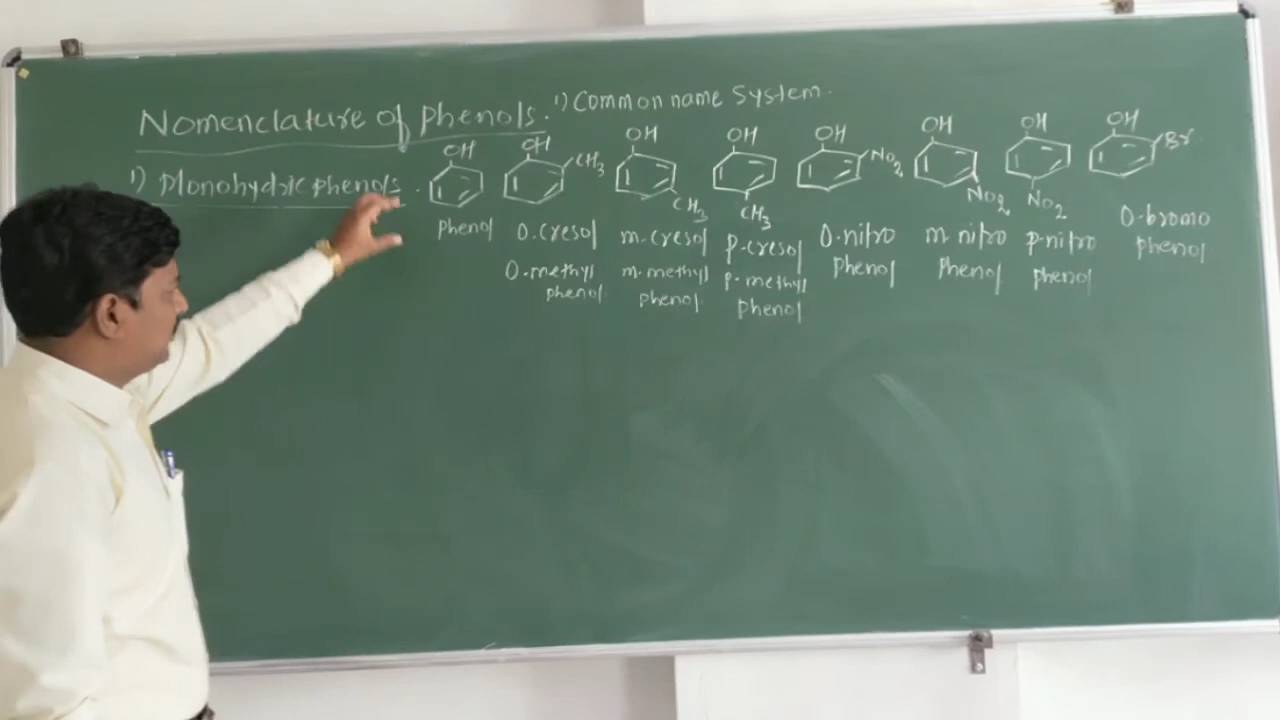 Nomenclature of phenols. 1) Common name System.
1) Monohydric phenols.
OH OH OH OH OH OH OH OH
CH3 NO2 Br
CH3 CH3 NO2 NO2
phenol O.cresol m.cresol p.cresol O.nitro phenol m.nitro phenol p.nitro phenol O.bromo phenol
O.methyl phenol. m.methyl phenol. p.methyl phenol